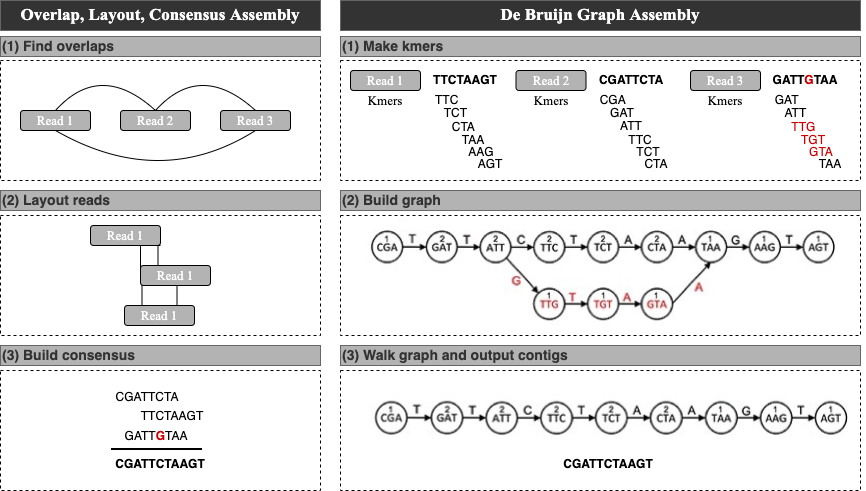 Overlap, Layout, Consensus Assembly
(1) Find overlaps
Read 1 Read 2 Read 3
(2) Layout reads
Read 1
Read 1
Read 1
(3) Build consensus
CGATTCTA
TTCTAAGT
GATTGTAA
CGATTCTAAGT
De Bruijn Graph Assembly
(1) Make kmers
Read 1 TTCTAAGT
Kmers TTC
TCT
CTA
TAA
AAG
AGT
Read 2 CGATTCTA
Kmers CGA
GAT
ATT
TTC
TCT
CTA
Read 3 GATTGTAA
Kmers GAT
ATT
TTG
TGT
GTA
TAA
(2) Build graph
1 CGA T 2 GAT T 2 ATT C 2 TTC T 2 TCT A 2 CTA A 1 TAA G 1 AAG T 1 AGT
G 1 TTG T 1 TGT A 1 GTA A
(3) Walk graph and output contigs
1 CGA T 2 GAT T 2 ATT C 2 TTC T 2 TCT A 2 CTA A 1 TAA G 1 AAG T 1 AGT
CGATTCTAAGT